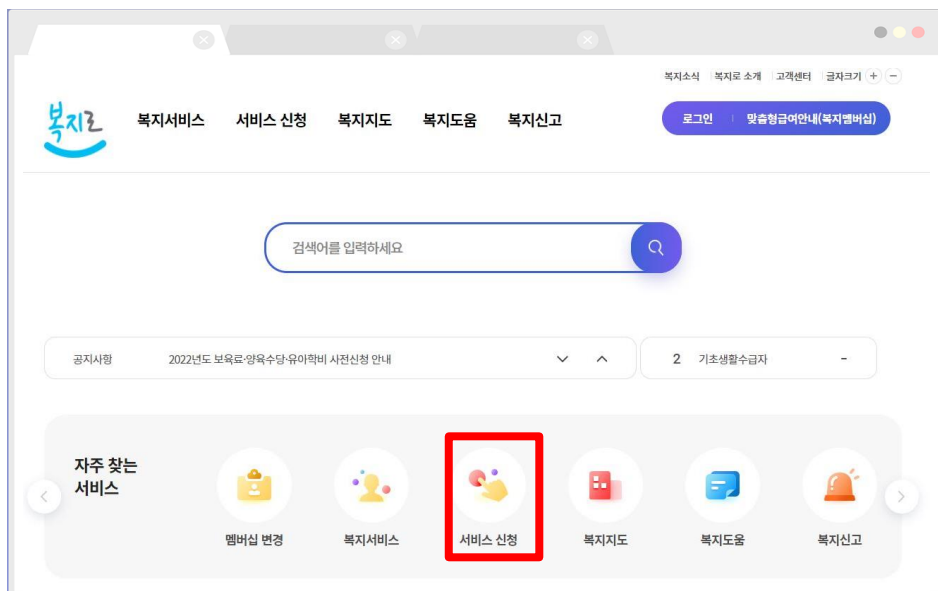 복지소식 복지로 소개 고객센터 글자크기 + −
복지로 복지서비스 서비스 신청 복지지도 복지도움 복지신고 로그인 맞춤형급여안내(복지멤버십)
검색어를 입력하세요
공지사항 2022년도 보육료·양육수당·유아학비 사전신청 안내 2 기초생활수급자 -
자주 찾는
서비스
멤버십 변경 복지서비스 서비스 신청 복지지도 복지도움 복지신고